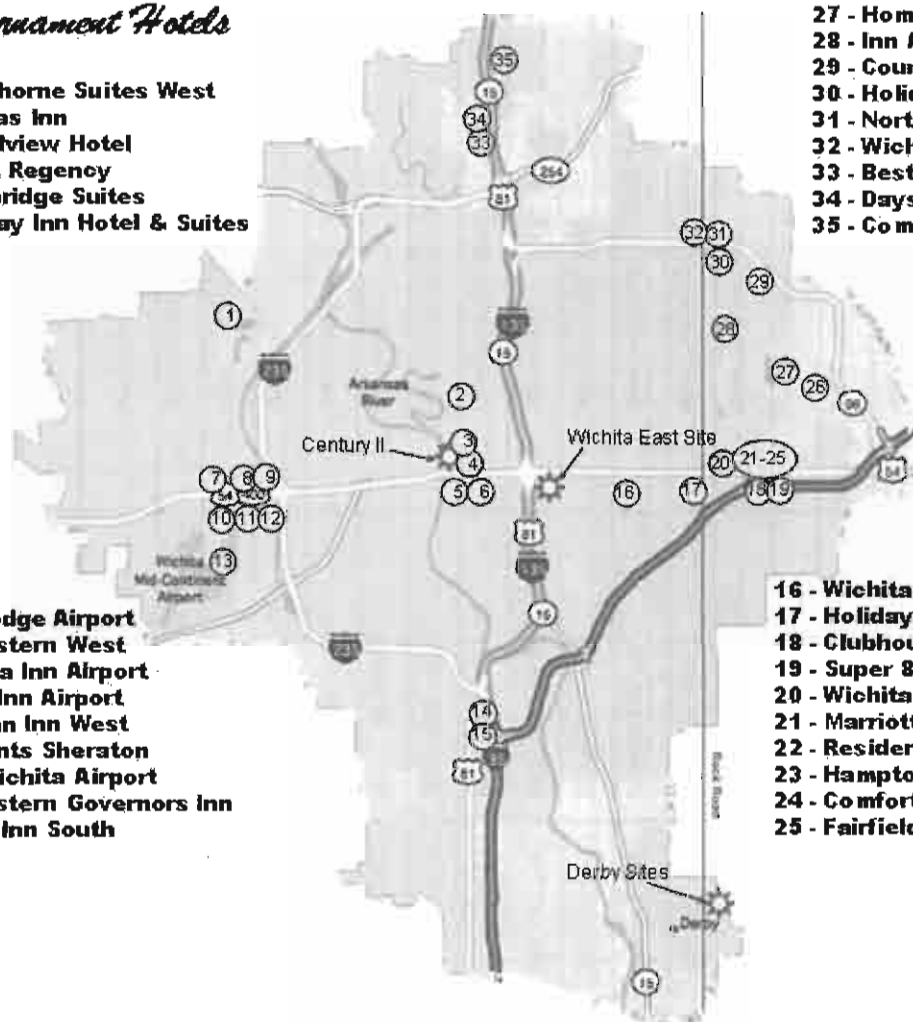 rnament Hotels
horne Suites West
as Inn
lview Hotel
Regency
bridge Suites
ay Inn Hotel & Suites
27 - Hom
28 - Inn
29 - Coun
30 - Holid
31 - Nort
32 - Wich
33 - Best
34 - Days
35 - Com
35
15
34
33
254
81
32
31
30
29
1
28
15
235
27
26
96
Arkansas
River
2
Century II
3
Wichita East Site
4
20
21-25
54
7
8
9
54
5
6
16
17
18
19
10
11
12
81
13
Wichita
Mid-Continent
Airport
15
235
14
15
81
Rock Road
Derby Sites
Derby
15
dge Airport
stern West
a Inn Airport
Inn Airport
an Inn West
nts Sheraton
ichita Airport
stern Governors Inn
Inn South
16 - Wichita
17 - Holiday
18 - Clubhou
19 - Super 8
20 - Wichita
21 - Marriott
22 - Residen
23 - Hampto
24 - Comfort
25 - Fairfield